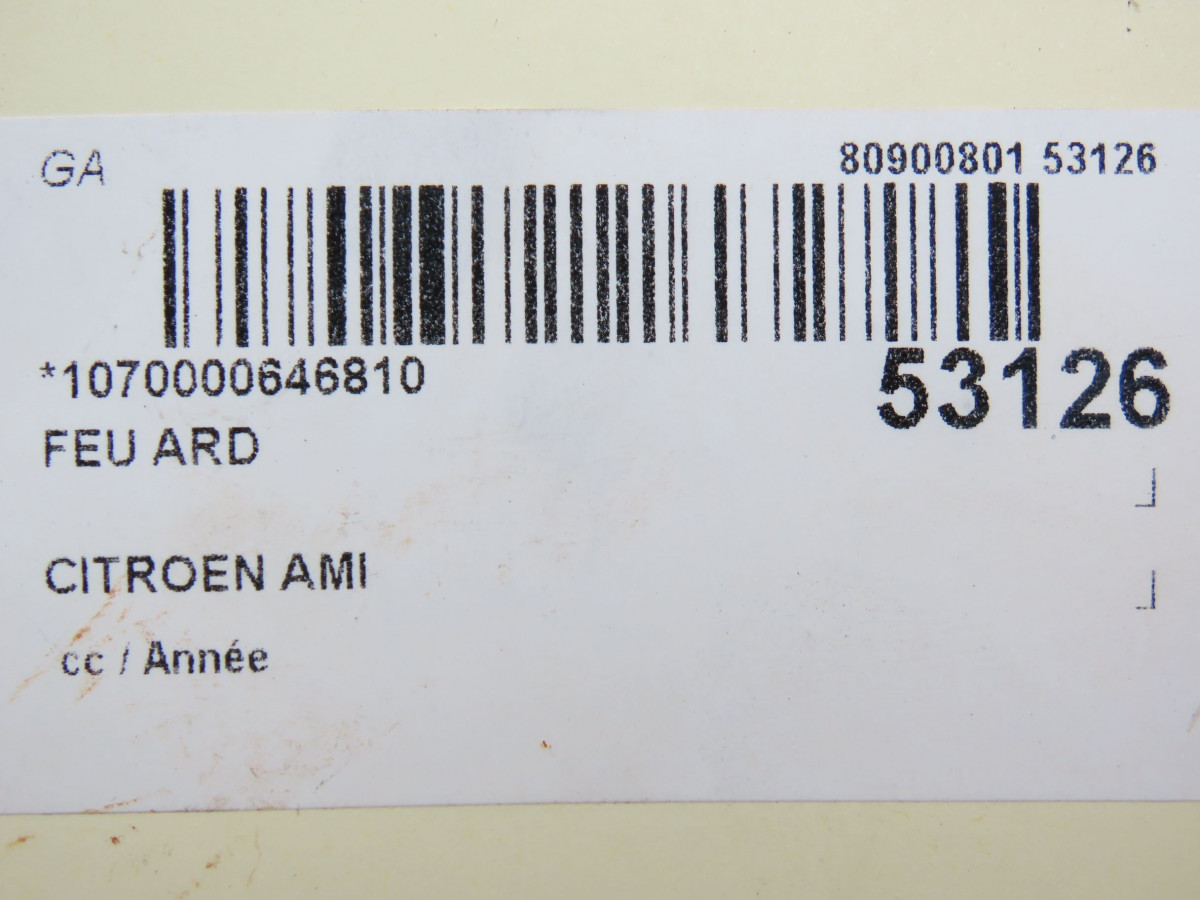 GA
80900801 53126
*1070000646810
53126
FEU ARD
CITROEN AMI
cc / Année